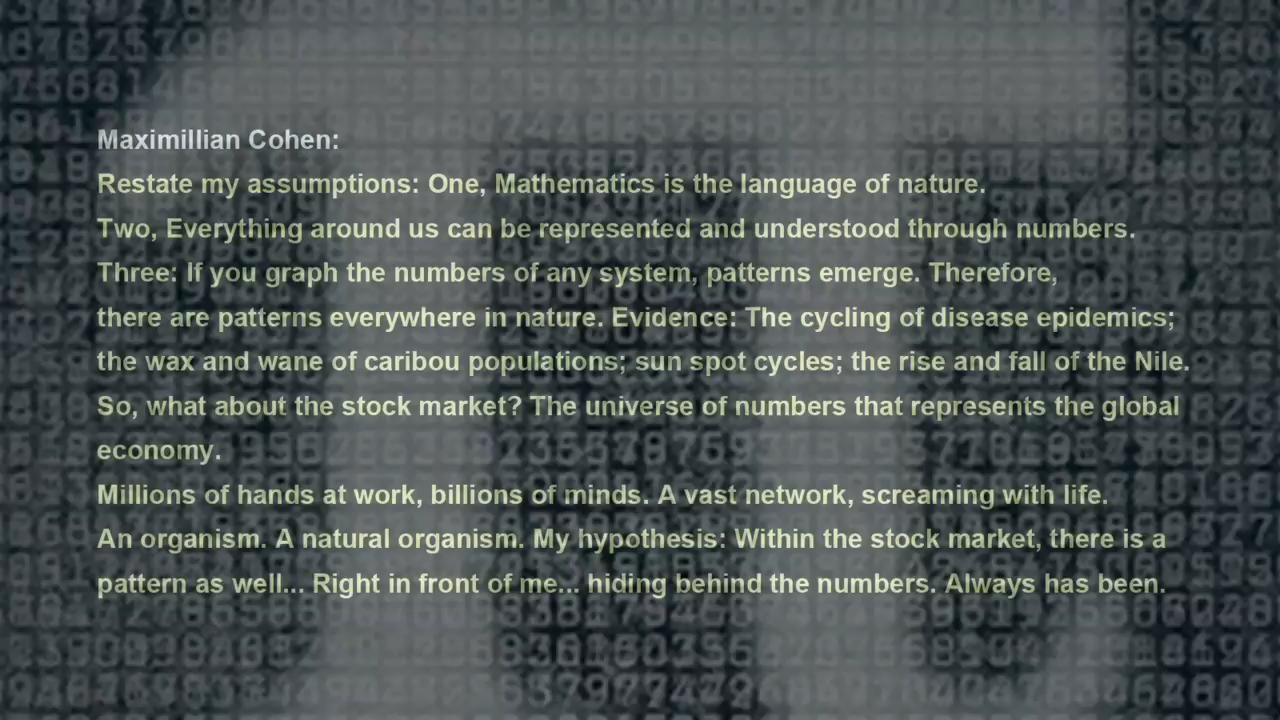 Maximillian Cohen:
Restate my assumptions: One, Mathematics is the language of nature.
Two, Everything around us can be represented and understood through numbers.
Three: If you graph the numbers of any system, patterns emerge. Therefore,
there are patterns everywhere in nature. Evidence: The cycling of disease epidemics;
the wax and wane of caribou populations; sun spot cycles; the rise and fall of the Nile.
So, what about the stock market? The universe of numbers that represents the global
economy.
Millions of hands at work, billions of minds. A vast network, screaming with life.
An organism. A natural organism. My hypothesis: Within the stock market, there is a
pattern as well... Right in front of me... hiding behind the numbers. Always has been.